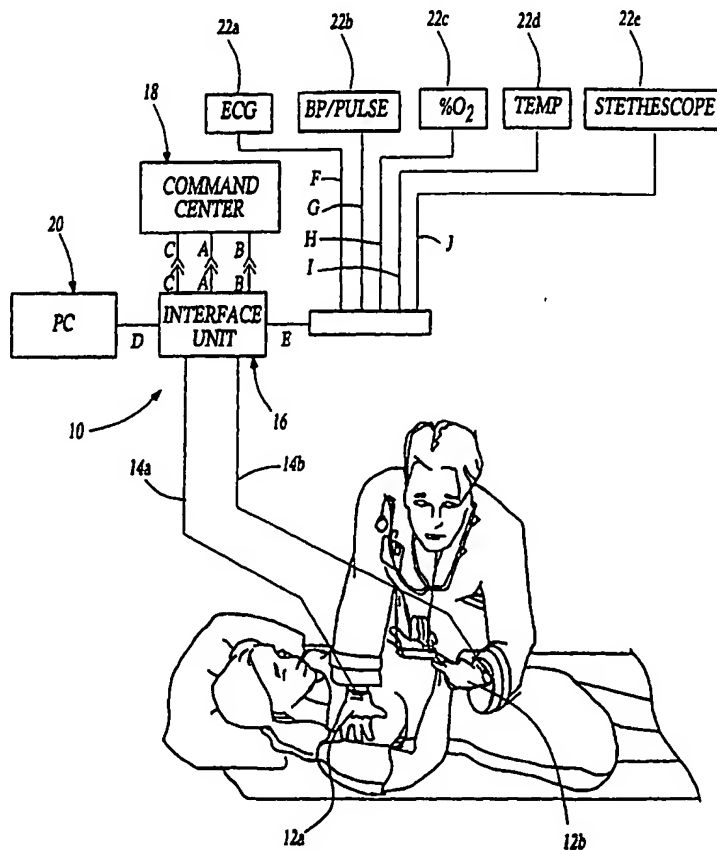 22a 22b 22c 22d 22e
18 ECG BP/PULSE %O2 TEMP STETHESCOPE
COMMAND
CENTER
F
G
20 C A B H J
C A B I
PC D INTERFACE
UNIT E
10 16
14a 14b
12a 12b